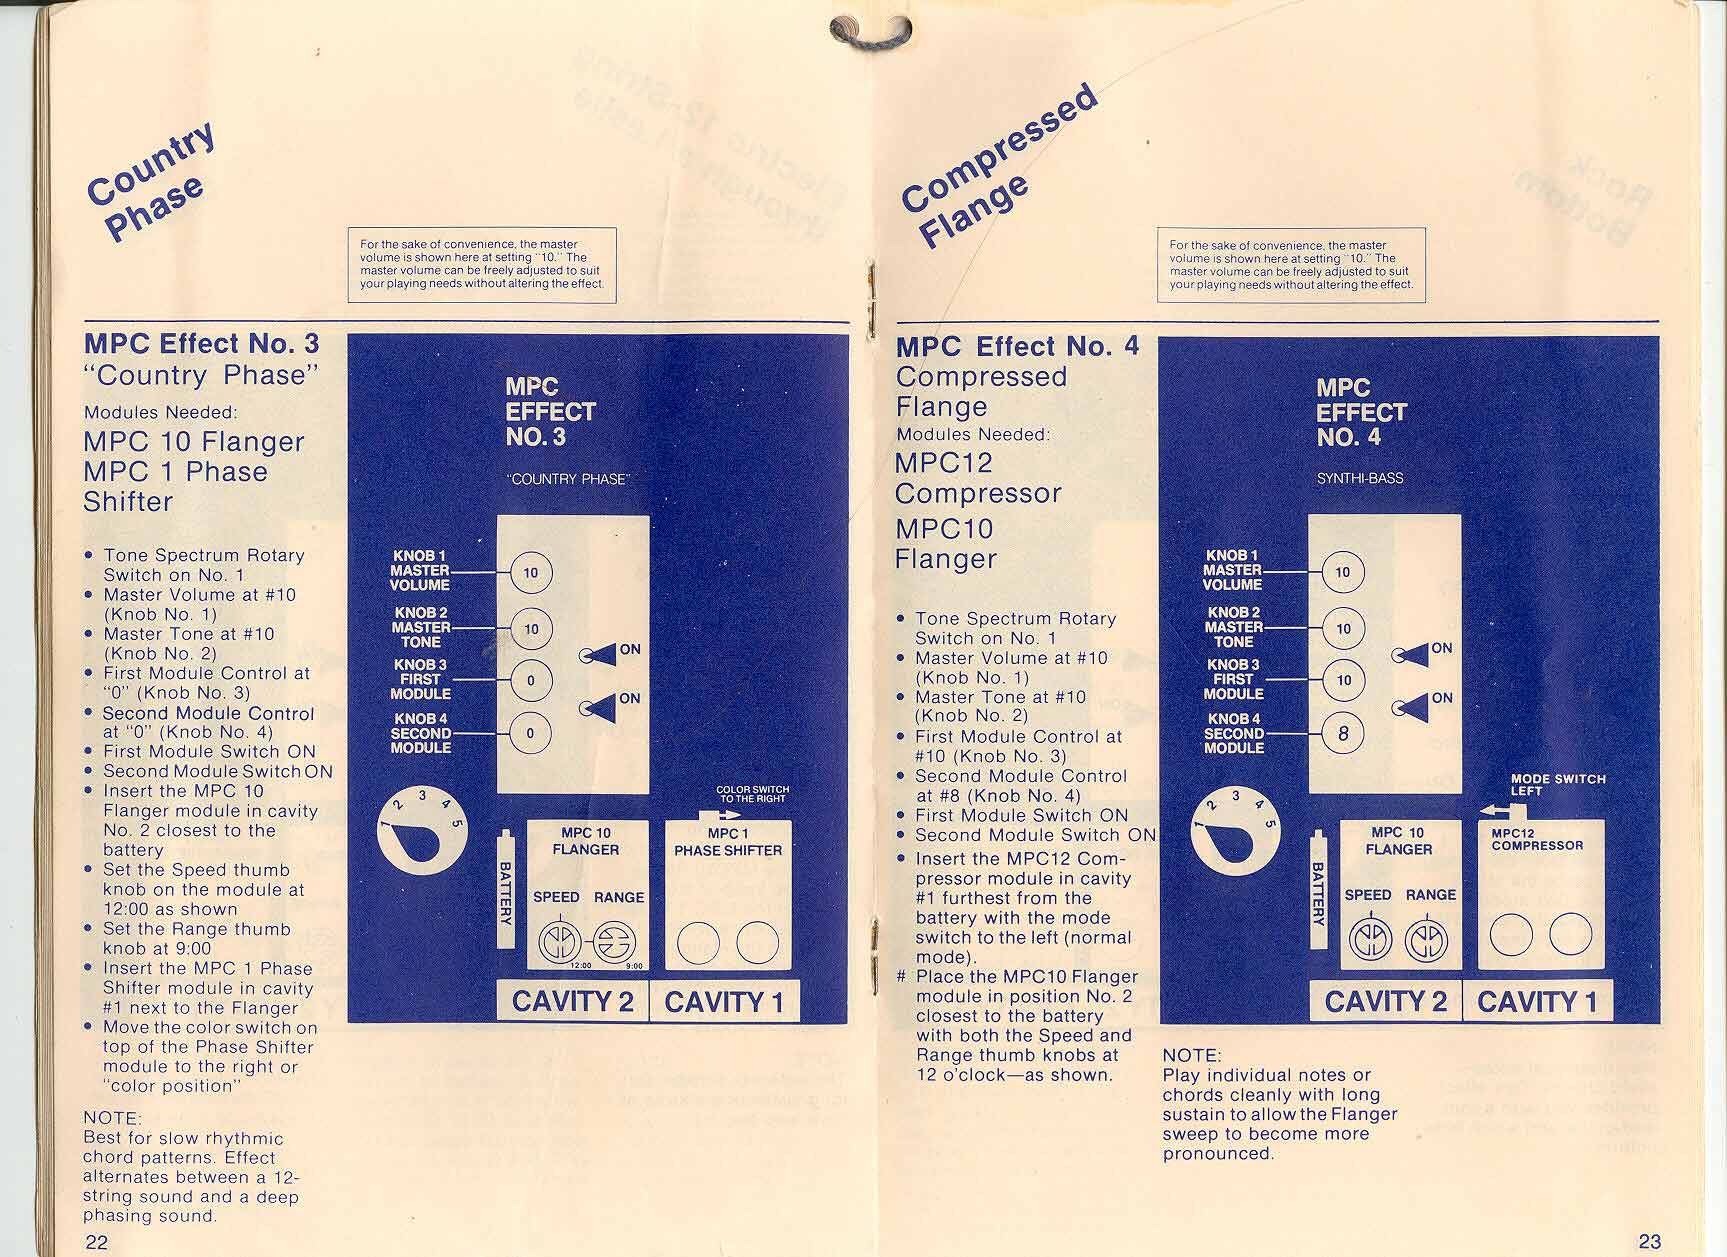 Country
Phase
For the sake of convenience, the master
volume is shown here at setting "10." The
master volume can be freely adjusted to suit
your playing needs without altering the effect.
MPC Effect No. 3
"Country Phase"
Modules Needed:
MPC 10 Flanger
MPC 1 Phase
Shifter
• Tone Spectrum Rotary
Switch on No. 1
• Master Volume at #10
(Knob No. 1)
• Master Tone at #10
(Knob No. 2)
• First Module Control at
"0" (Knob No. 3)
• Second Module Control
at "0" (Knob No. 4)
• First Module Switch ON
• Second Module Switch ON
• Insert the MPC 10
Flanger module in cavity
No. 2 closest to the
battery
• Set the Speed thumb
knob on the module at
12:00 as shown
• Set the Range thumb
knob at 9:00
• Insert the MPC 1 Phase
Shifter module in cavity
#1 next to the Flanger
• Move the color switch on
top of the Phase Shifter
module to the right or
"color position"
NOTE:
Best for slow rhythmic
chord patterns. Effect
alternates between a 12-
string sound and a deep
phasing sound.
22
MPC
EFFECT
NO. 3
"COUNTRY PHASE"
KNOB 1
MASTER
VOLUME
10
KNOB 2
MASTER
TONE
10
ON
KNOB 3
FIRST
MODULE
0
ON
KNOB 4
SECOND
MODULE
0
COLOR SWITCH
TO THE RIGHT
1 2 3 4 5
BATTERY
MPC 10
FLANGER
SPEED RANGE
12:00 9:00
MPC 1
PHASE SHIFTER
CAVITY 2 CAVITY 1
Compressed
Flange
For the sake of convenience, the master
volume is shown here at setting "10." The
master volume can be freely adjusted to suit
your playing needs without altering the effect.
MPC Effect No. 4
Compressed
Flange
Modules Needed:
MPC12
Compressor
MPC10
Flanger
• Tone Spectrum Rotary
Switch on No. 1
• Master Volume at #10
(Knob No. 1)
• Master Tone at #10
(Knob No. 2)
• First Module Control at
#10 (Knob No. 3)
• Second Module Control
at #8 (Knob No. 4)
• First Module Switch ON
• Second Module Switch ON
• Insert the MPC12 Com-
pressor module in cavity
#1 furthest from the
battery with the mode
switch to the left (normal
mode).
# Place the MPC10 Flanger
module in position No. 2
closest to the battery
with both the Speed and
Range thumb knobs at
12 o'clock—as shown.
MPC
EFFECT
NO. 4
SYNTHI-BASS
KNOB 1
MASTER
VOLUME
10
KNOB 2
MASTER
TONE
10
ON
KNOB 3
FIRST
MODULE
10
ON
KNOB 4
SECOND
MODULE
8
MODE SWITCH
LEFT
1 2 3 4 5
BATTERY
MPC 10
FLANGER
SPEED RANGE
MPC12
COMPRESSOR
CAVITY 2 CAVITY 1
NOTE:
Play individual notes or
chords cleanly with long
sustain to allow the Flanger
sweep to become more
pronounced.
23